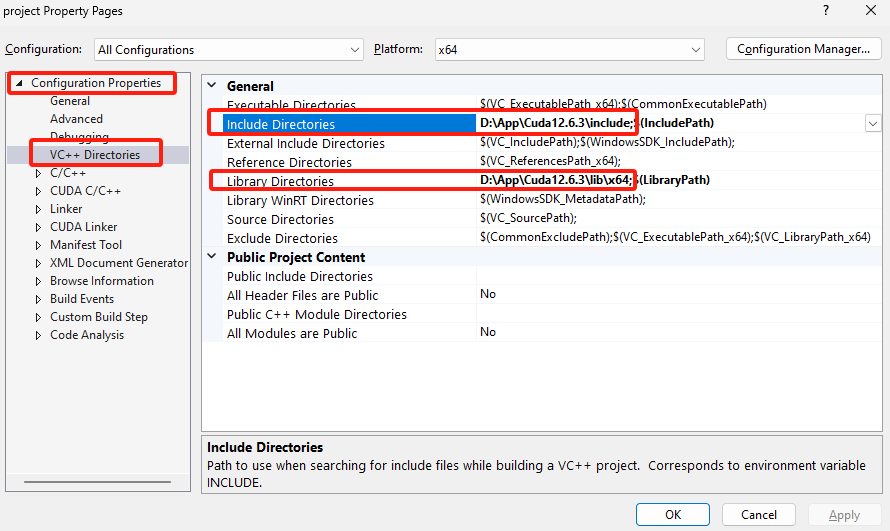 project Property Pages ? ×
Configuration: All Configurations Platform: x64 Configuration Manager...
Configuration Properties
General
Advanced
Debugging
VC++ Directories
C/C++
CUDA C/C++
Linker
CUDA Linker
Manifest Tool
XML Document Generator
Browse Information
Build Events
Custom Build Step
Code Analysis
General
Executable Directories $(VC_ExecutablePath_x64);$(CommonExecutablePath)
Include Directories D:\App\Cuda12.6.3\include;$(IncludePath)
External Include Directories $(VC_IncludePath);$(WindowsSDK_IncludePath);
Reference Directories $(VC_ReferencesPath_x64);
Library Directories D:\App\Cuda12.6.3\lib\x64;$(LibraryPath)
Library WinRT Directories $(WindowsSDK_MetadataPath);
Source Directories $(VC_SourcePath);
Exclude Directories $(CommonExcludePath);$(VC_ExecutablePath_x64);$(VC_LibraryPath_x64)
Public Project Content
Public Include Directories
All Header Files are Public No
Public C++ Module Directories
All Modules are Public No
Include Directories
Path to use when searching for include files while building a VC++ project.  Corresponds to environment variable
INCLUDE.
OK Cancel Apply